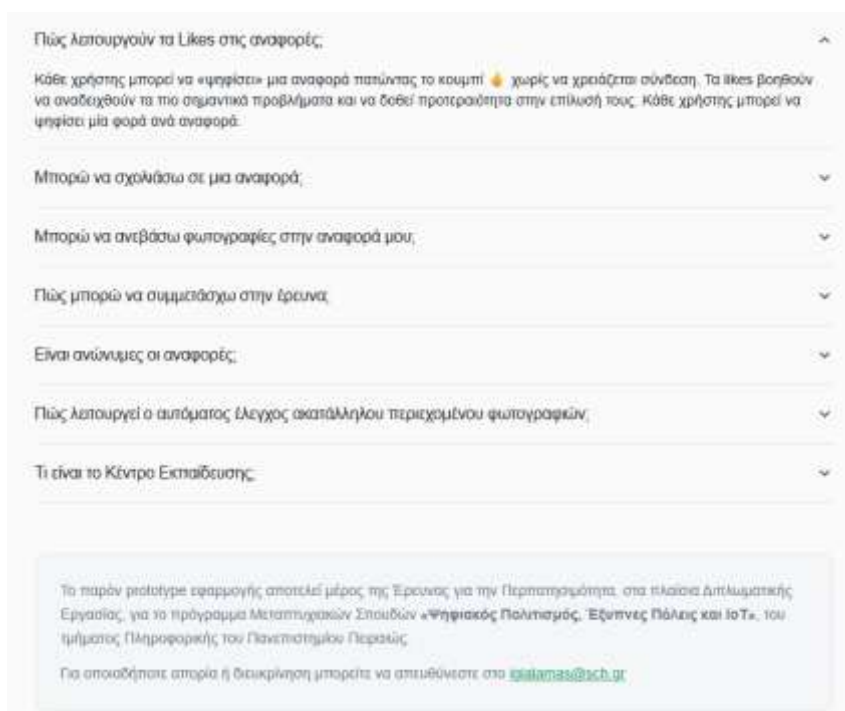 Πώς λειτουργούν τα Likes στις αναφορές;
Κάθε χρήστης μπορεί να «ψηφίσει» μια αναφορά πατώντας το κουμπί 👍 χωρίς να χρειάζεται σύνδεση. Τα likes βοηθούν
να αναδειχθούν τα πιο σημαντικά προβλήματα και να δοθεί προτεραιότητα στην επίλυσή τους. Κάθε χρήστης μπορεί να
ψηφίσει μία φορά ανά αναφορά.
Μπορώ να σχολιάσω σε μια αναφορά;
Μπορώ να ανεβάσω φωτογραφίες στην αναφορά μου;
Πώς μπορώ να συμμετάσχω στην έρευνα;
Είναι ανώνυμες οι αναφορές;
Πώς λειτουργεί ο αυτόματος έλεγχος ακατάλληλου περιεχομένου φωτογραφιών;
Τι είναι το Κέντρο Εκπαίδευσης;
Το παρόν prototype εφαρμογής αποτελεί μέρος της Έρευνας για την Περπατησιμότητα, στα πλαίσια Διπλωματικής
Εργασίας, για το πρόγραμμα Μεταπτυχιακών Σπουδών «Ψηφιακός Πολιτισμός, Έξυπνες Πόλεις και IoT», του
τμήματος Πληροφορικής του Πανεπιστημίου Πειραιώς.
Για οποιαδήποτε απορία ή διευκρίνηση μπορείτε να απευθύνεστε στο